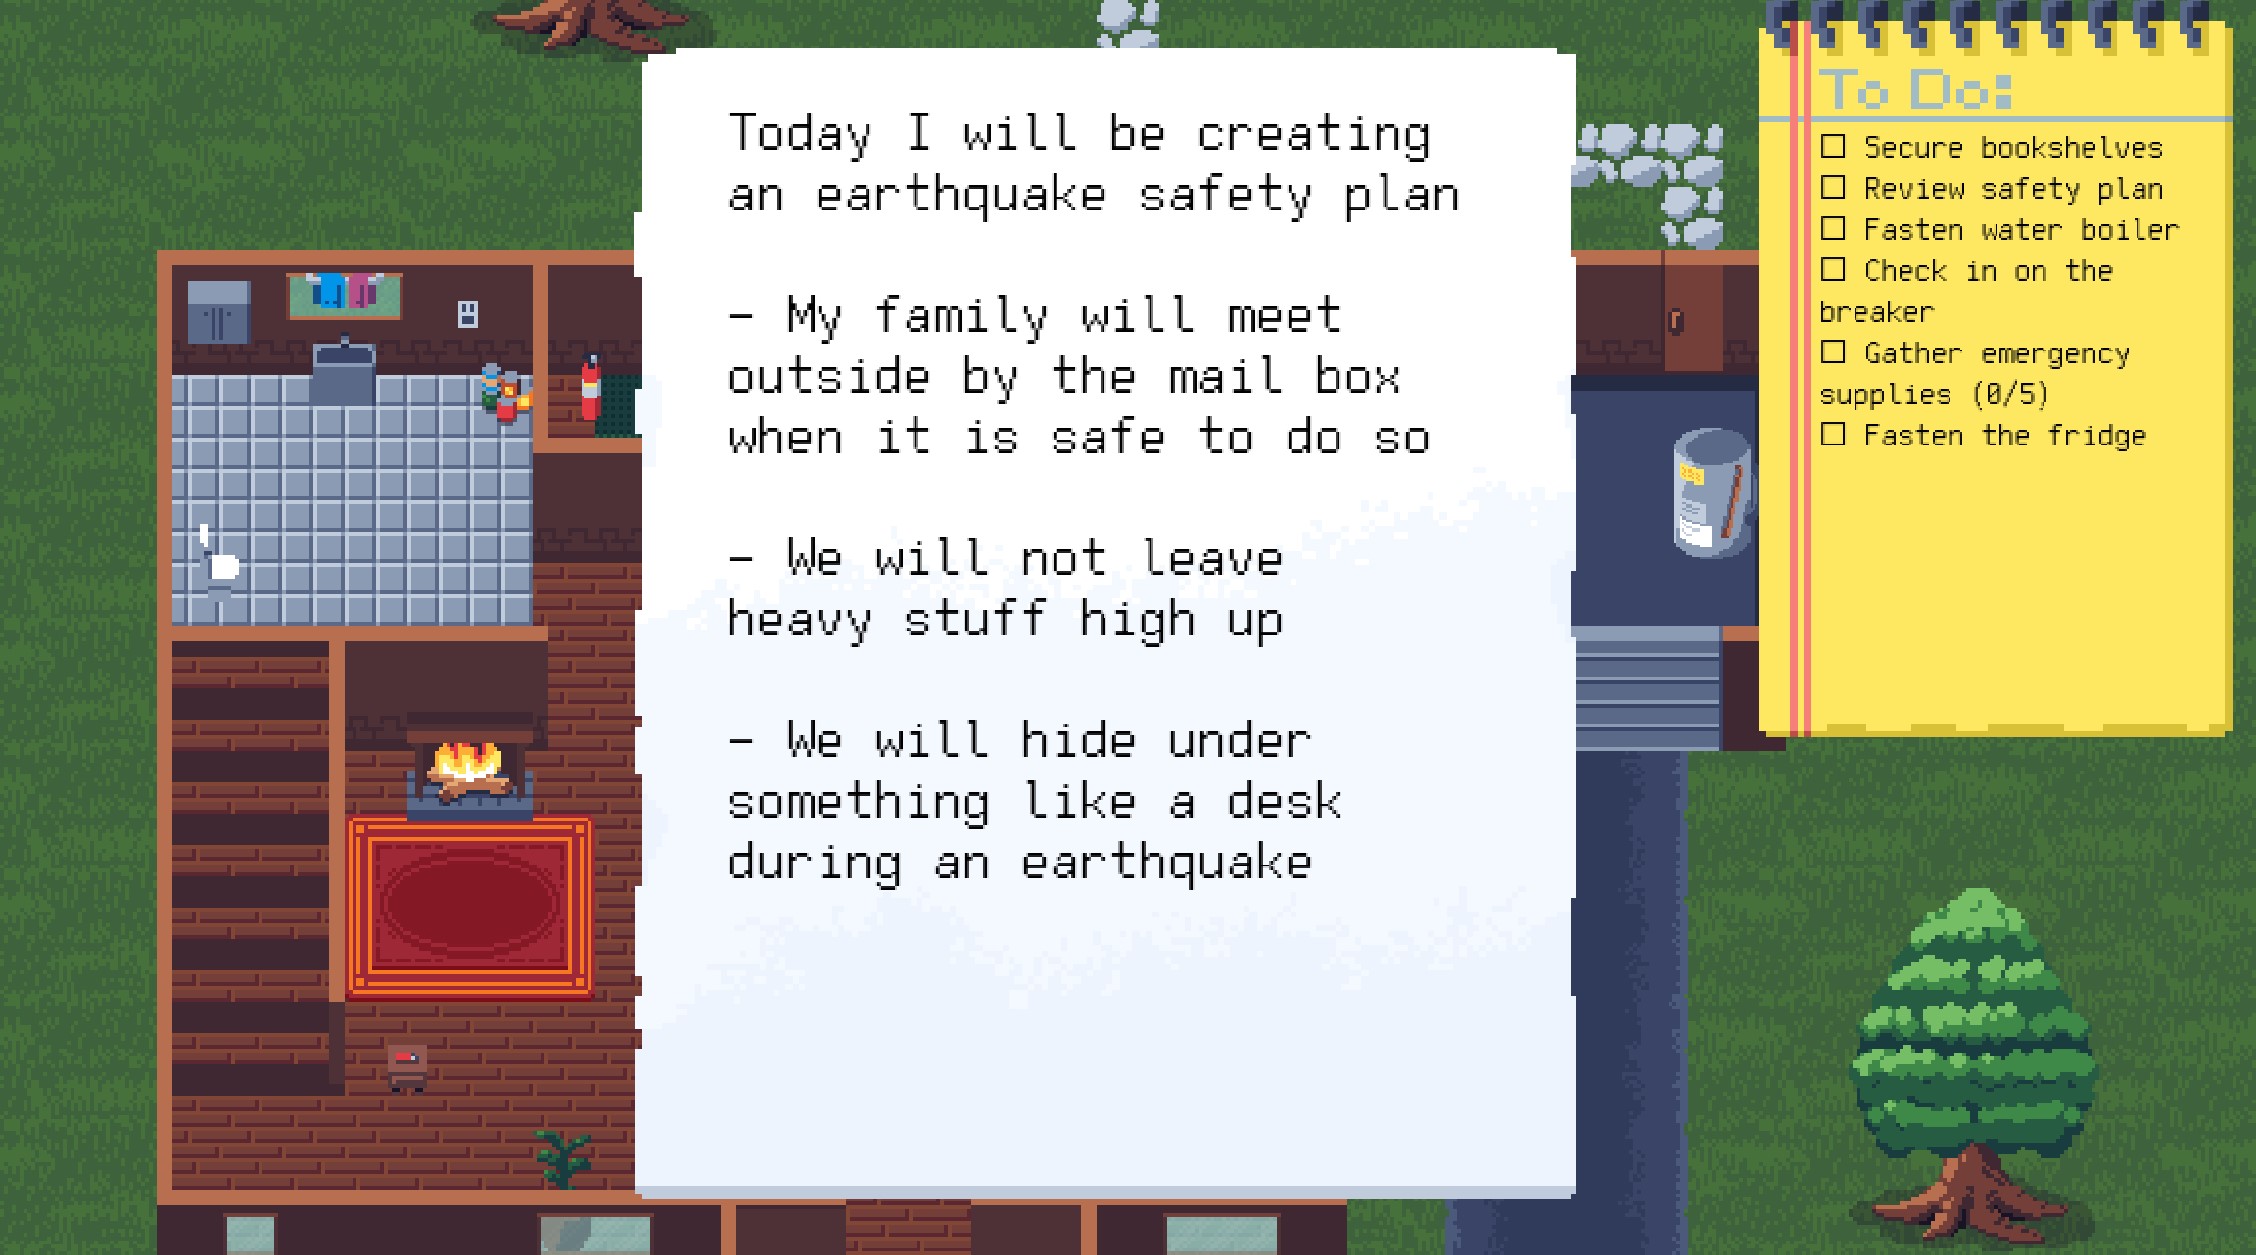 Today I will be creating
an earthquake safety plan
- My family will meet
outside by the mail box
when it is safe to do so
- We will not leave
heavy stuff high up
- We will hide under
something like a desk
during an earthquake
To Do:
☐ Secure bookshelves
☐ Review safety plan
☐ Fasten water boiler
☐ Check in on the
breaker
☐ Gather emergency
supplies (0/5)
☐ Fasten the fridge